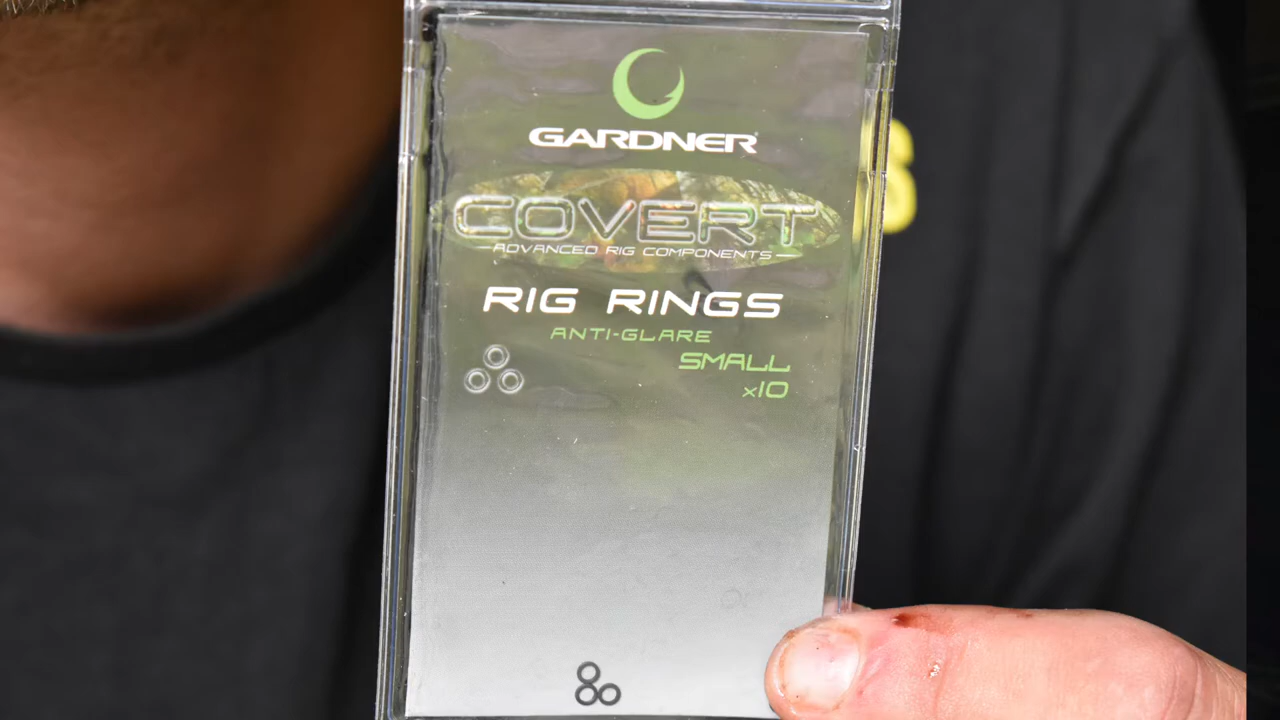 GARDNER
COVERT
ADVANCED RIG COMPONENTS
RIG RINGS
ANTI-GLARE
SMALL
x10